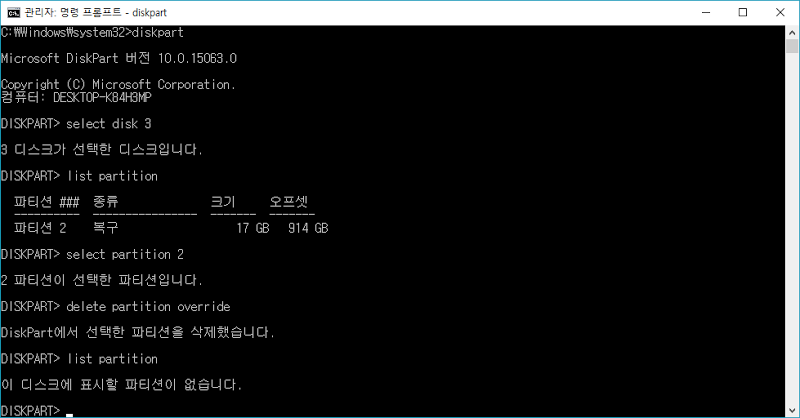 관리자: 명령 프롬프트 - diskpart
C:\Windows\system32>diskpart
Microsoft DiskPart 버전 10.0.15063.0
Copyright (C) Microsoft Corporation.
컴퓨터: DESKTOP-K84H3MP
DISKPART> select disk 3
3 디스크가 선택한 디스크입니다.
DISKPART> list partition
파티션 ### 종류 크기 오프셋
---------- ---------------- ------- -------
파티션 2 복구 17 GB 914 GB
DISKPART> select partition 2
2 파티션이 선택한 파티션입니다.
DISKPART> delete partition override
DiskPart에서 선택한 파티션을 삭제했습니다.
DISKPART> list partition
이 디스크에 표시할 파티션이 없습니다.
DISKPART>